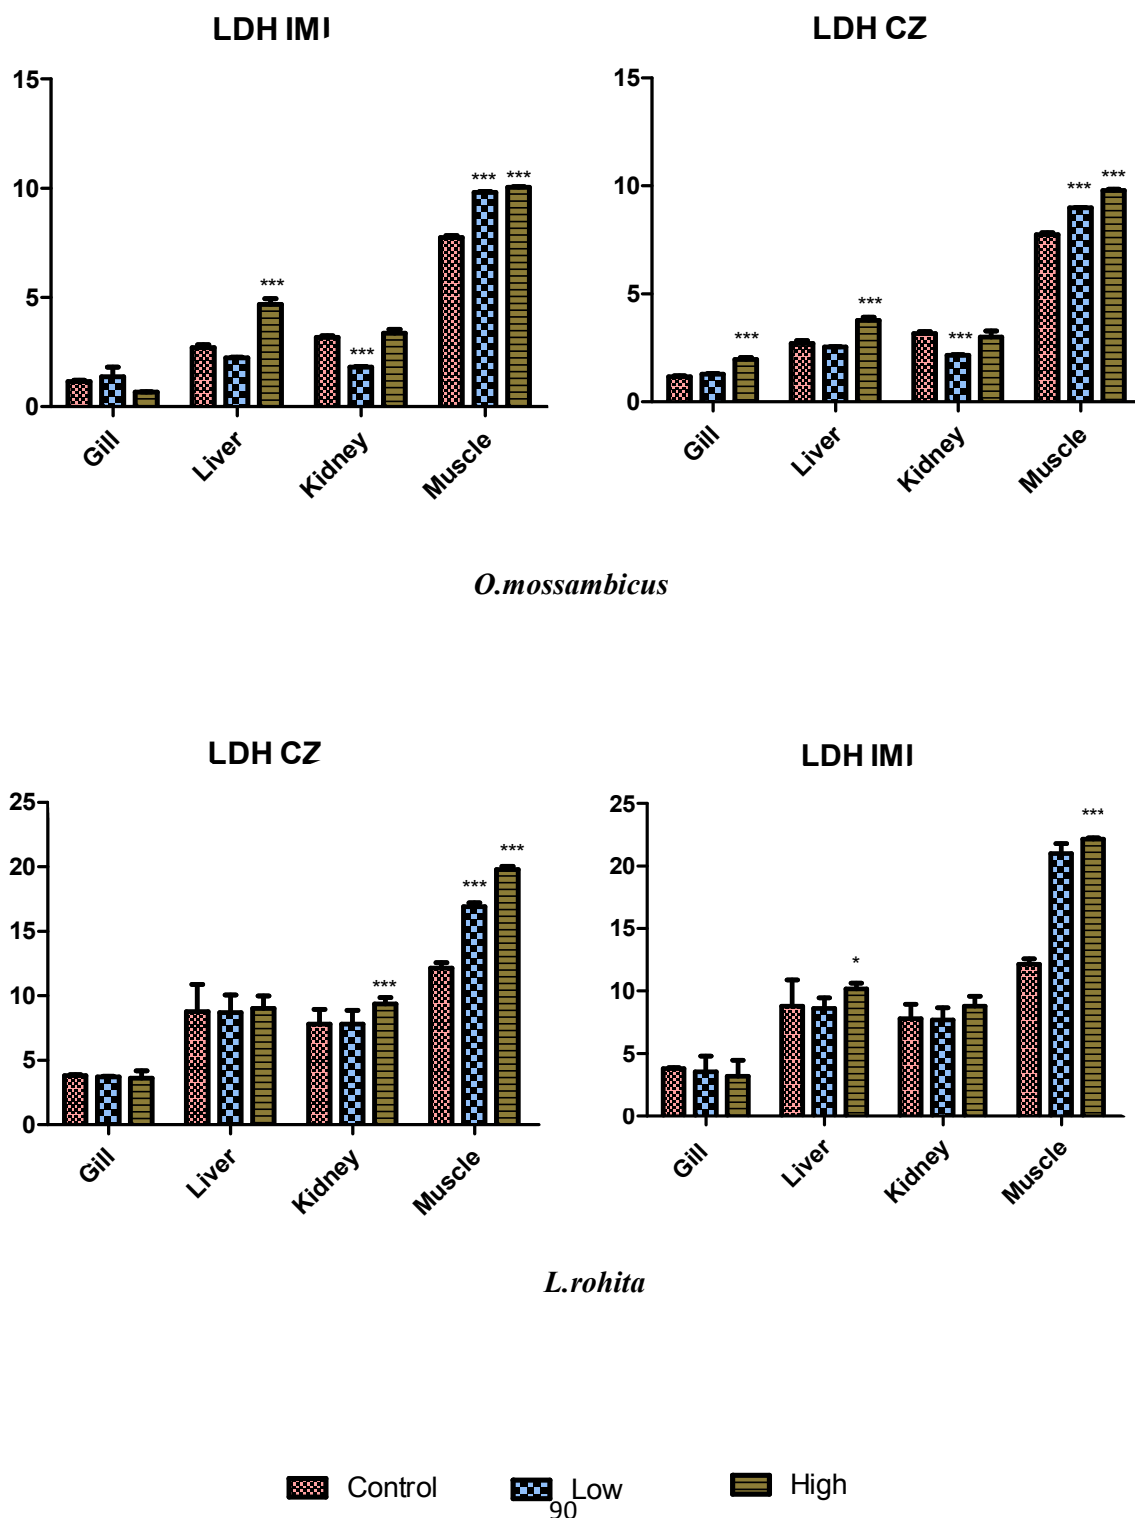 LDH IMI
LDH CZ
15
10
5
0
*** *** *** ***
Gill Liver Kidney Muscle
15
10
5
0
*** *** *** *** ***
Gill Liver Kidney Muscle
O.mossambicus
LDH CZ
LDH IMI
25
20
15
10
5
0
*** *** ***
Gill Liver Kidney Muscle
25
20
15
10
5
0
* ***
Gill Liver Kidney Muscle
L.rohita
Control Low High
90